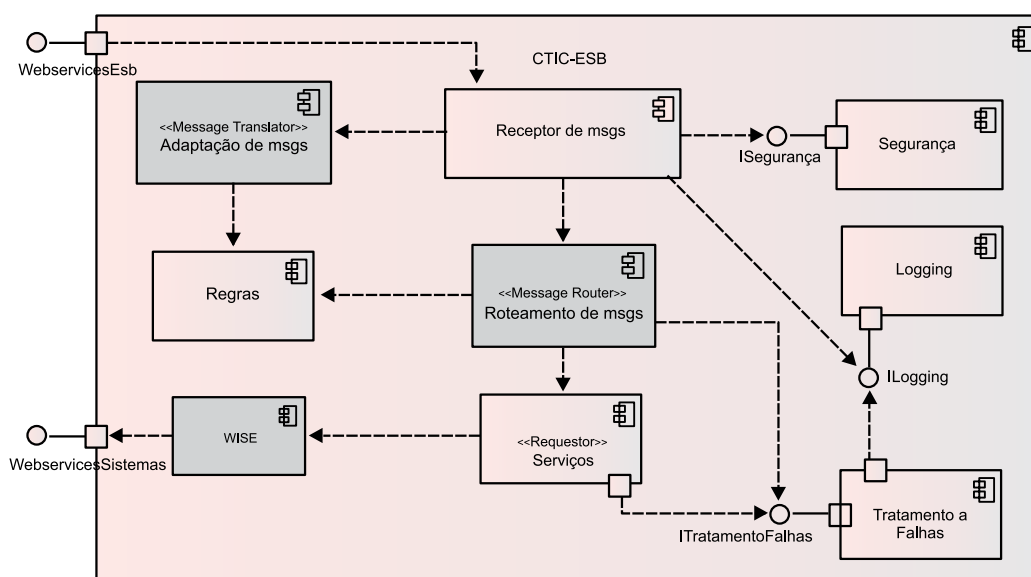 CTIC-ESB
WebservicesEsb
<<Message Translator>>
Adaptação de msgs
Receptor de msgs
ISegurança
Segurança
Regras
<<Message Router>>
Roteamento de msgs
Logging
ILogging
WISE
WebservicesSistemas
<<Requestor>>
Serviços
ITratamentoFalhas
Tratamento a
Falhas